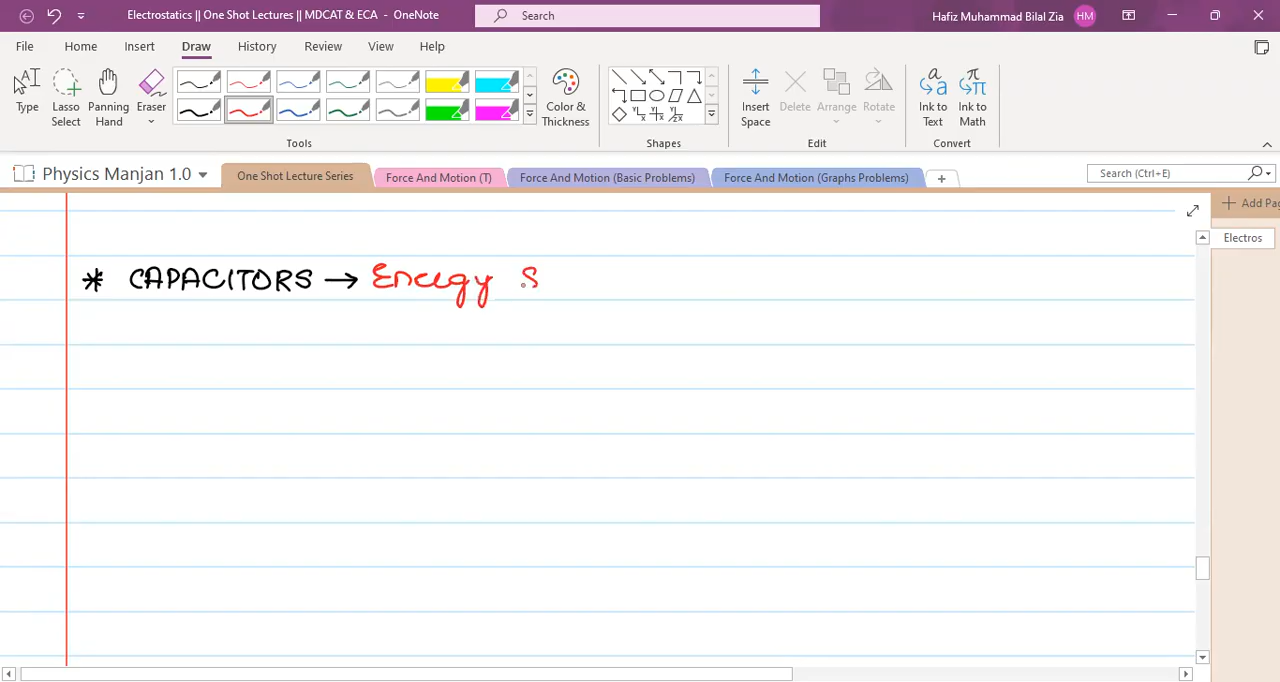 Electrostatics || One Shot Lectures || MDCAT & ECA - OneNote
Search
Hafiz Muhammad Bilal Zia
HM
File Home Insert Draw History Review View Help
Type
Lasso Select
Panning Hand
Eraser
Color & Thickness
Insert Space
Delete
Arrange
Rotate
Ink to Text
Ink to Math
Tools Shapes Edit Convert
Physics Manjan 1.0
One Shot Lecture Series
Force And Motion (T)
Force And Motion (Basic Problems)
Force And Motion (Graphs Problems)
Search (Ctrl+E)
Add Pag
Electros
* CAPACITORS → Energy S